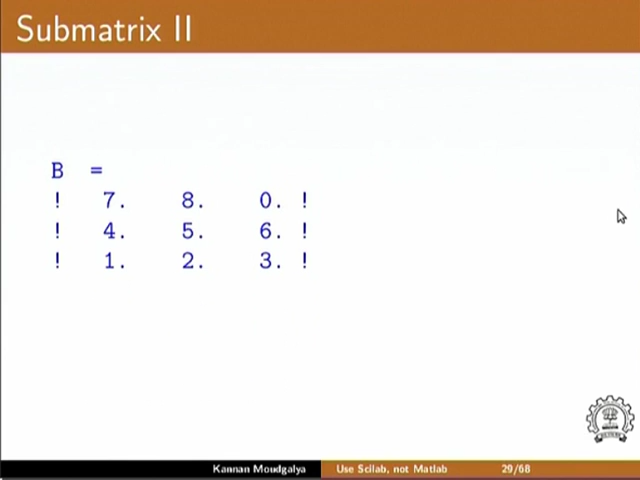 Submatrix II
B =
! 7. 8. 0. !
! 4. 5. 6. !
! 1. 2. 3. !
Kannan Moudgalya Use Scilab, not Matlab 29/68